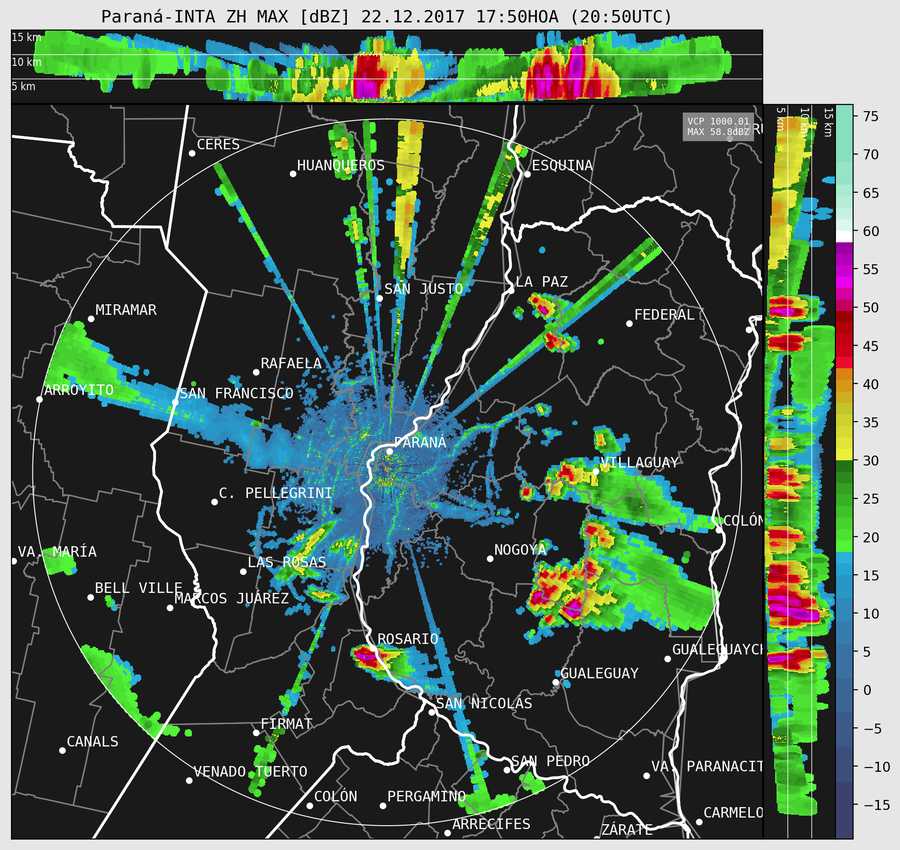 Paraná-INTA ZH MAX [dBZ] 22.12.2017 17:50HOA (20:50UTC)
15 km
10 km
5 km
5 km
10 km
15 km
VCP 1000.01
MAX 58.8dBZ
CERES
HUANQUEROS
ESQUINA
SAN JUSTO
LA PAZ
MIRAMAR
FEDERAL
RAFAELA
ARROYITO
SAN FRANCISCO
PARANÁ
VILLAGUAY
C. PELLEGRINI
COLÓN
VA. MARÍA
NOGOYÁ
LAS ROSAS
BELL VILLE
MARCOS JUÁREZ
ROSARIO
GUALEGUAYCH
GUALEGUAY
SAN NICOLÁS
FIRMAT
CANALS
VENADO TUERTO
SAN PEDRO
VA. PARANACIT
COLÓN
PERGAMINO
CARMELO
ARRECIFES
ZÁRATE
75
70
65
60
55
50
45
40
35
30
25
20
15
10
5
0
−5
−10
−15